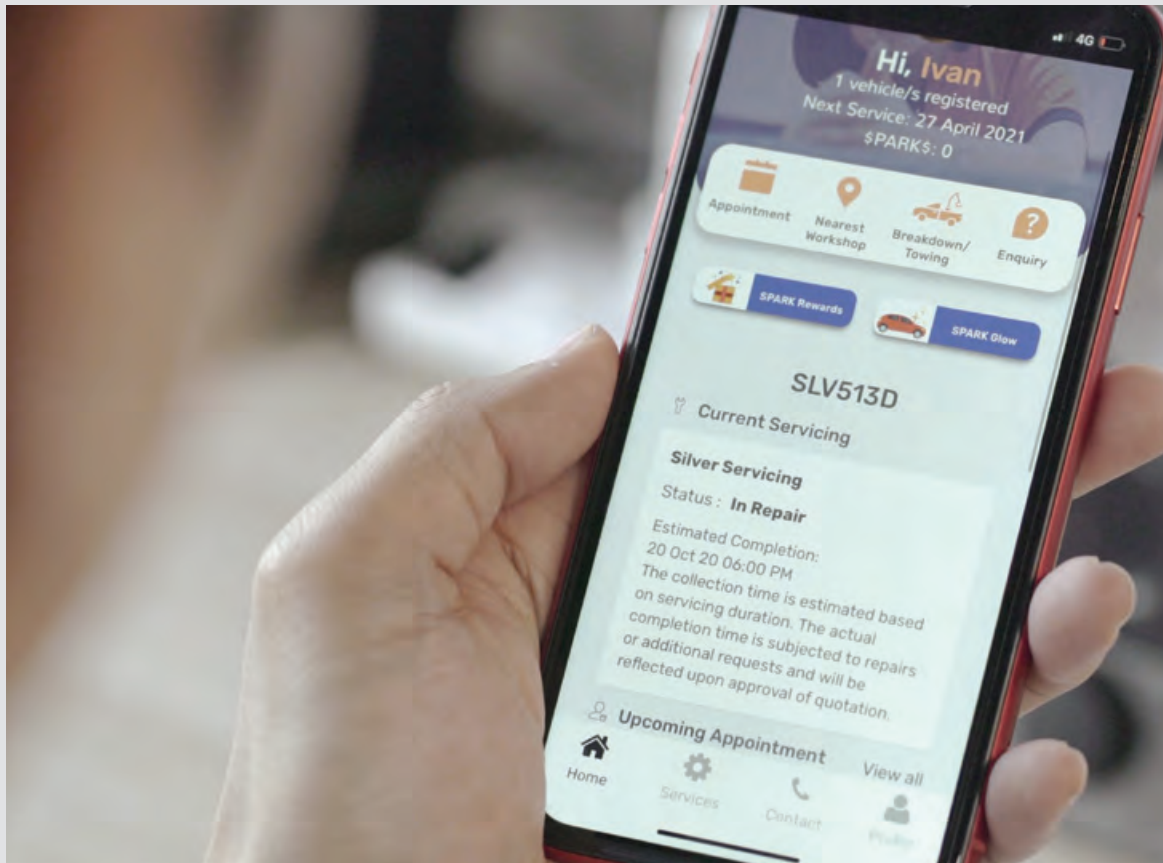 4G
Hi, Ivan
1 vehicle/s registered
Next Service: 27 April 2021
$PARK$: 0
Appointment
Nearest
Workshop
Breakdown/
Towing
Enquiry
SPARK Rewards
SPARK Glow
SLV513D
Current Servicing
Silver Servicing
Status : In Repair
Estimated Completion:
20 Oct 20 06:00 PM
The collection time is estimated based
on servicing duration. The actual
completion time is subjected to repairs
or additional requests and will be
reflected upon approval of quotation.
Upcoming Appointment
View all
Home
Services
Contact